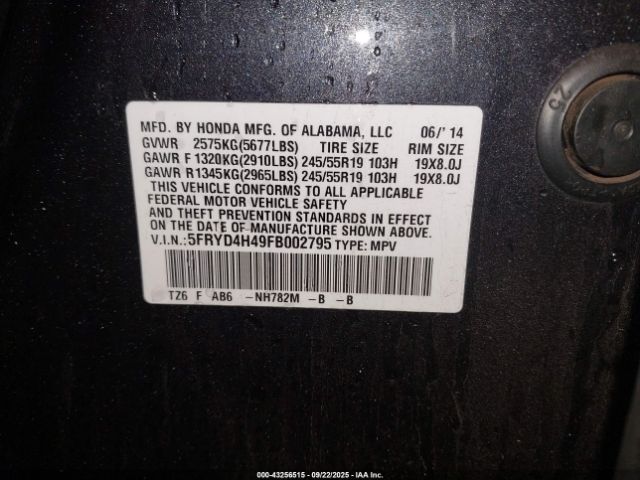 MFD. BY HONDA MFG. OF ALABAMA, LLC 06/' 14
GVWR 2575KG(5677LBS) TIRE SIZE RIM SIZE
GAWR F 1320KG(2910LBS) 245/55R19 103H 19X8.0J
GAWR R1345KG(2965LBS) 245/55R19 103H 19X8.0J
THIS VEHICLE CONFORMS TO ALL APPLICABLE
FEDERAL MOTOR VEHICLE SAFETY
AND THEFT PREVENTION STANDARDS IN EFFECT
ON THE DATE OF MANUFACTURE SHOWN ABOVE.
V.I.N.:5FRYD4H49FB002795 TYPE: MPV
TZ6 F AB6 -NH782M -B -B
CZ
000-43256515 - 09/22/2025 - IAA Inc.